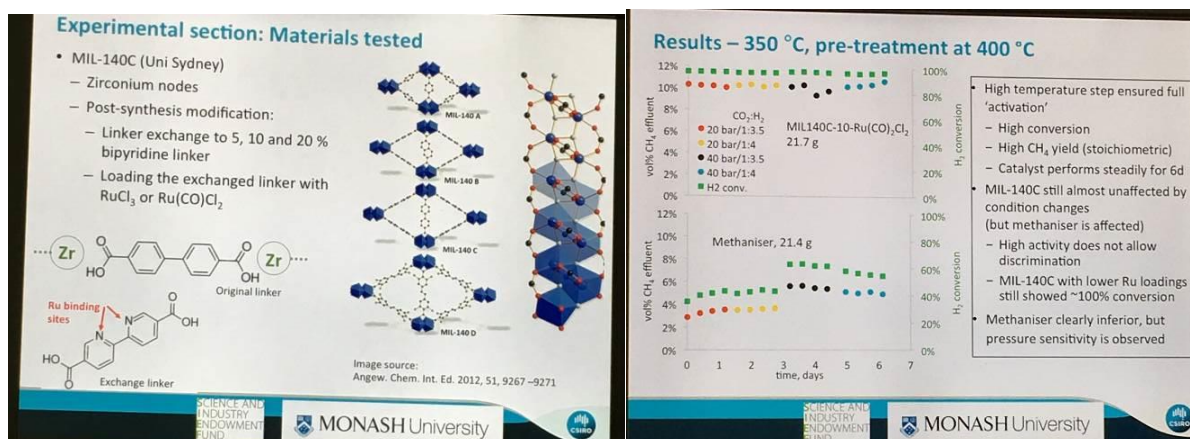 Experimental section: Materials tested
• MIL-140C (Uni Sydney)
– Zirconium nodes
– Post-synthesis modification:
– Linker exchange to 5, 10 and 20 %
bipyridine linker
– Loading the exchanged linker with
RuCl3 or Ru(CO)Cl2
Zr
O
HO
O
OH
Zr
Original linker
Ru binding
sites
N
N
O
OH
HO
O
Exchange linker
MIL-140 A
MIL-140 B
MIL-140 C
MIL-140 D
Image source:
Angew. Chem. Int. Ed. 2012, 51, 9267–9271
SCIENCE AND
INDUSTRY
ENDOWMENT
FUND
MONASH University
CSIRO
Results – 350 °C, pre-treatment at 400 °C
12%
10%
8%
6%
4%
2%
0%
vol% CH4 effluent
CO2:H2
20 bar/1:3.5
20 bar/1:4
40 bar/1:3.5
40 bar/1:4
H2 conv.
MIL140C-10-Ru(CO)2Cl2
21.7 g
100%
80%
60%
40%
20%
0%
H2 conversion
12%
10%
8%
6%
4%
2%
0%
vol% CH4 effluent
Methaniser, 21.4 g
100%
80%
60%
40%
20%
0%
H2 conversion
0 1 2 3 4 5 6 7
time, days
• High temperature step ensured full
'activation'
– High conversion
– High CH4 yield (stoichiometric)
– Catalyst performs steadily for 6d
• MIL-140C still almost unaffected by
condition changes
(but methaniser is affected)
– High activity does not allow
discrimination
– MIL-140C with lower Ru loadings
still showed ~100% conversion
• Methaniser clearly inferior, but
pressure sensitivity is observed
SCIENCE AND
INDUSTRY
ENDOWMENT
FUND
MONASH University
CSIRO